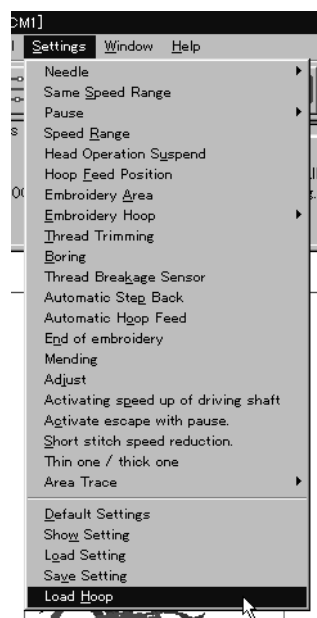 CM1]
Settings Window Help
Needle
Same Speed Range
Pause
Speed Range
Head Operation Suspend
Hoop Feed Position
Embroidery Area
Embroidery Hoop
Thread Trimming
Boring
Thread Breakage Sensor
Automatic Step Back
Automatic Hoop Feed
End of embroidery
Mending
Adjust
Activating speed up of driving shaft
Activate escape with pause.
Short stitch speed reduction.
Thin one / thick one
Area Trace
Default Settings
Show Setting
Load Setting
Save Setting
Load Hoop